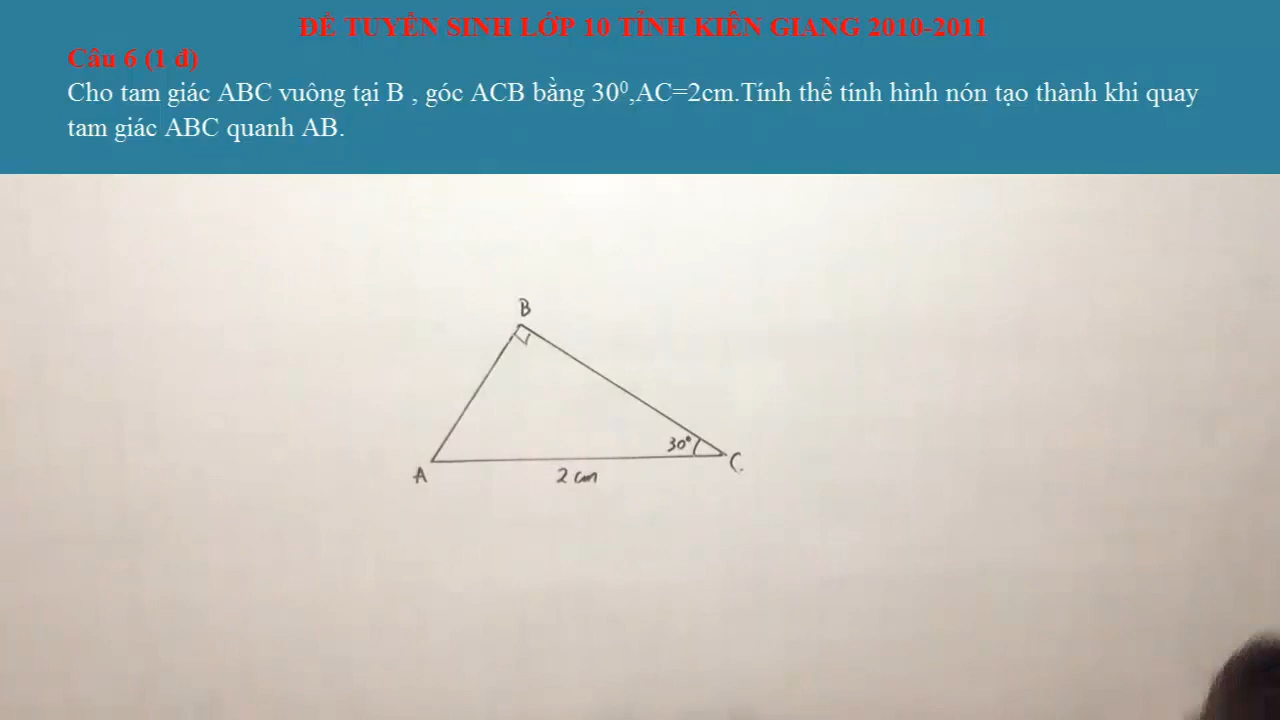 ĐỀ TUYỂN SINH LỚP 10 TỈNH KIÊN GIANG 2010-2011
Câu 6 (1 đ)
Cho tam giác ABC vuông tại B , góc ACB bằng 30⁰,AC=2cm.Tính thể tính hình nón tạo thành khi quay
tam giác ABC quanh AB.
B
30°
A
C
2 cm